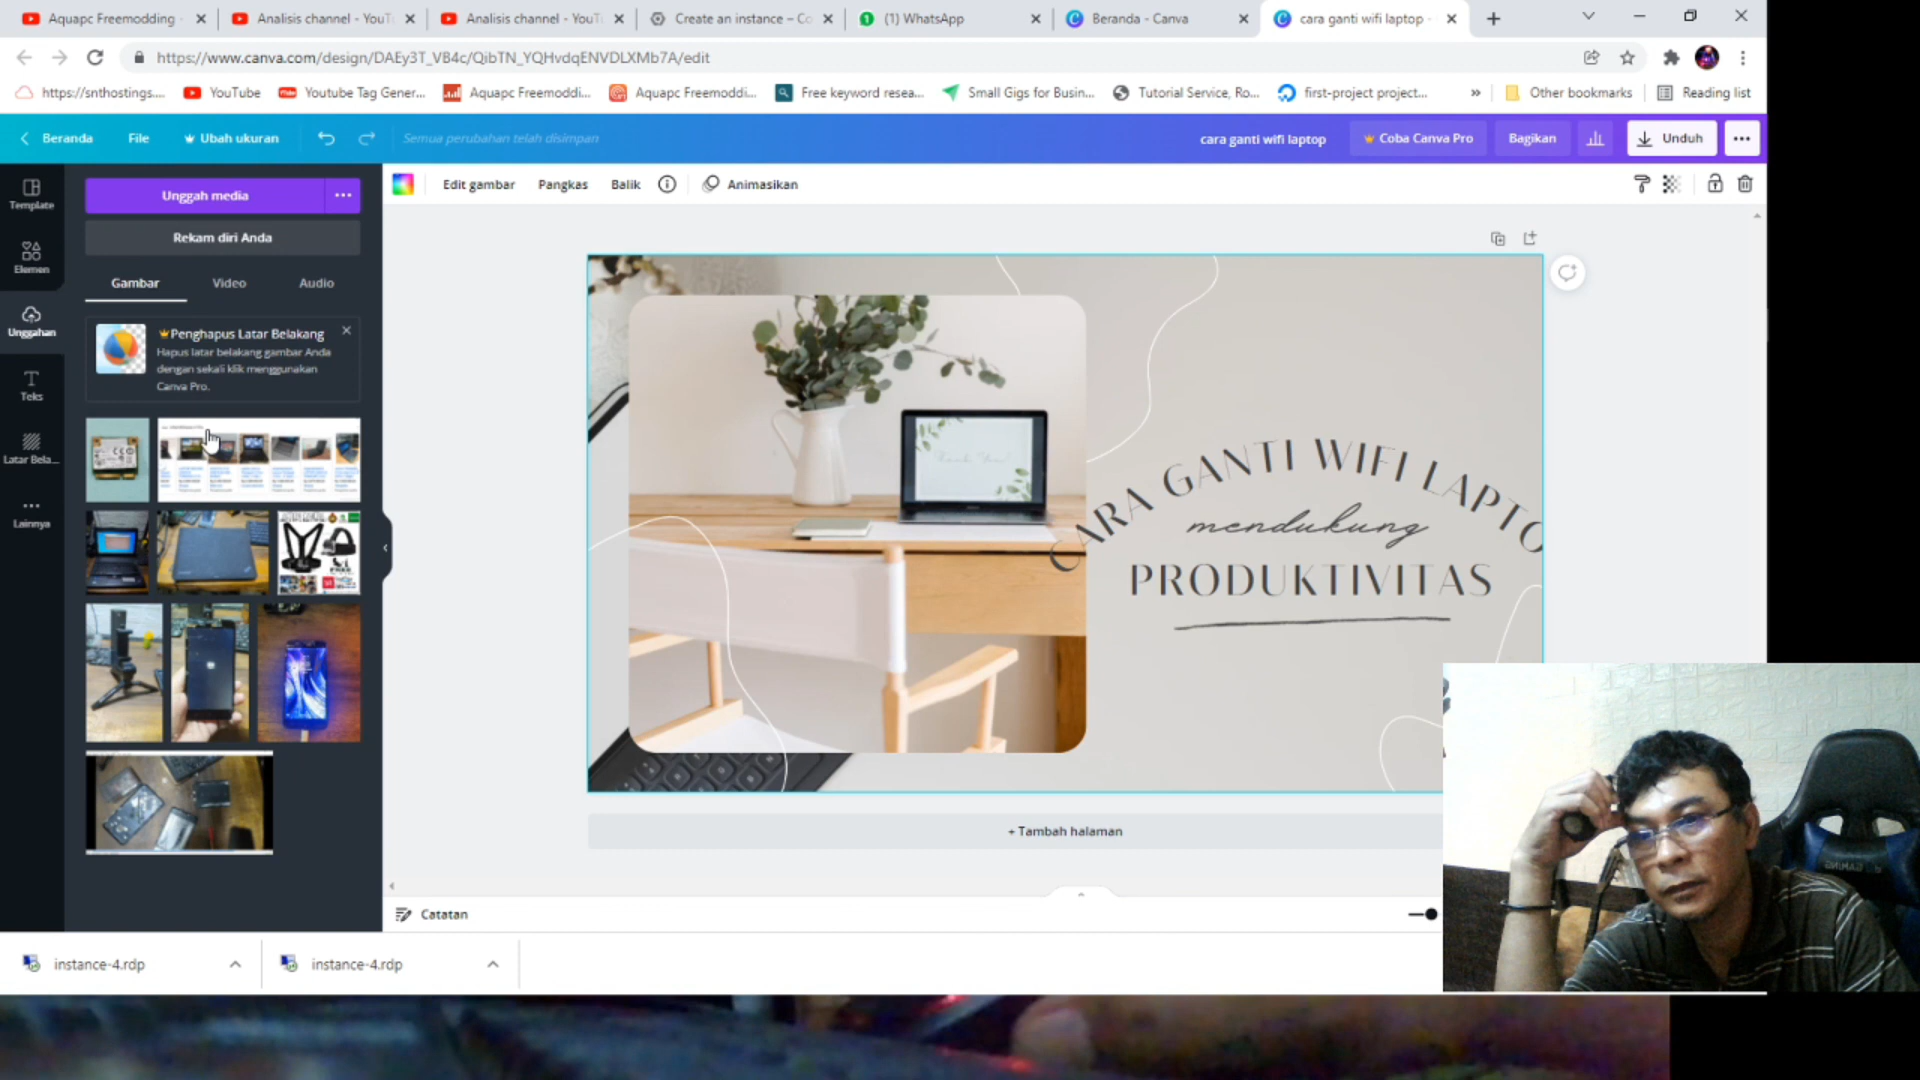 Aquapc Freemodding -
Analisis channel - YouTu
Analisis channel - YouTu
Create an instance – Co
(1) WhatsApp
Beranda - Canva
cara ganti wifi laptop -
https://www.canva.com/design/DAEy3T_VB4c/QibTN_YQHvdqENVDLXMb7A/edit
https://snthostings....
YouTube
Youtube Tag Gener...
Aquapc Freemoddi...
Aquapc Freemoddi...
Free keyword resea...
Small Gigs for Busin...
Tutorial Service, Ro...
first-project project...
»
Other bookmarks
Reading list
Beranda
File
Ubah ukuran
Semua perubahan telah disimpan
cara ganti wifi laptop
Coba Canva Pro
Bagikan
Unduh
Template
Elemen
Unggahan
Teks
Latar Bela...
Lainnya
Unggah media
Rekam diri Anda
Gambar
Video
Audio
Penghapus Latar Belakang
Hapus latar belakang gambar Anda
dengan sekali klik menggunakan
Canva Pro.
Edit gambar
Pangkas
Balik
Animasikan
CARA GANTI WIFI LAPTO
mendukung
PRODUKTIVITAS
Thank You!
+ Tambah halaman
Catatan
instance-4.rdp
instance-4.rdp